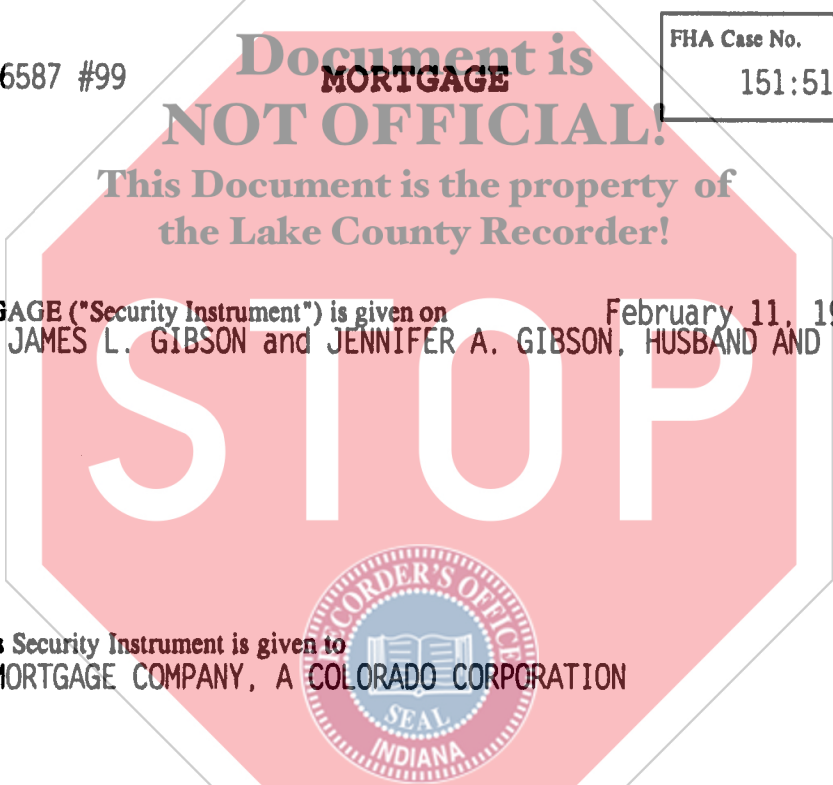 6587 #99
MORTGAGE
FHA Case No.
151:51
Document is
NOT OFFICIAL!
This Document is the property of
the Lake County Recorder!
GAGE ("Security Instrument") is given on February 11, 19
JAMES L. GIBSON and JENNIFER A. GIBSON, HUSBAND AND
STOP
s Security Instrument is given to
MORTGAGE COMPANY, A COLORADO CORPORATION
RECORDER'S OFFICE
SEAL
INDIANA